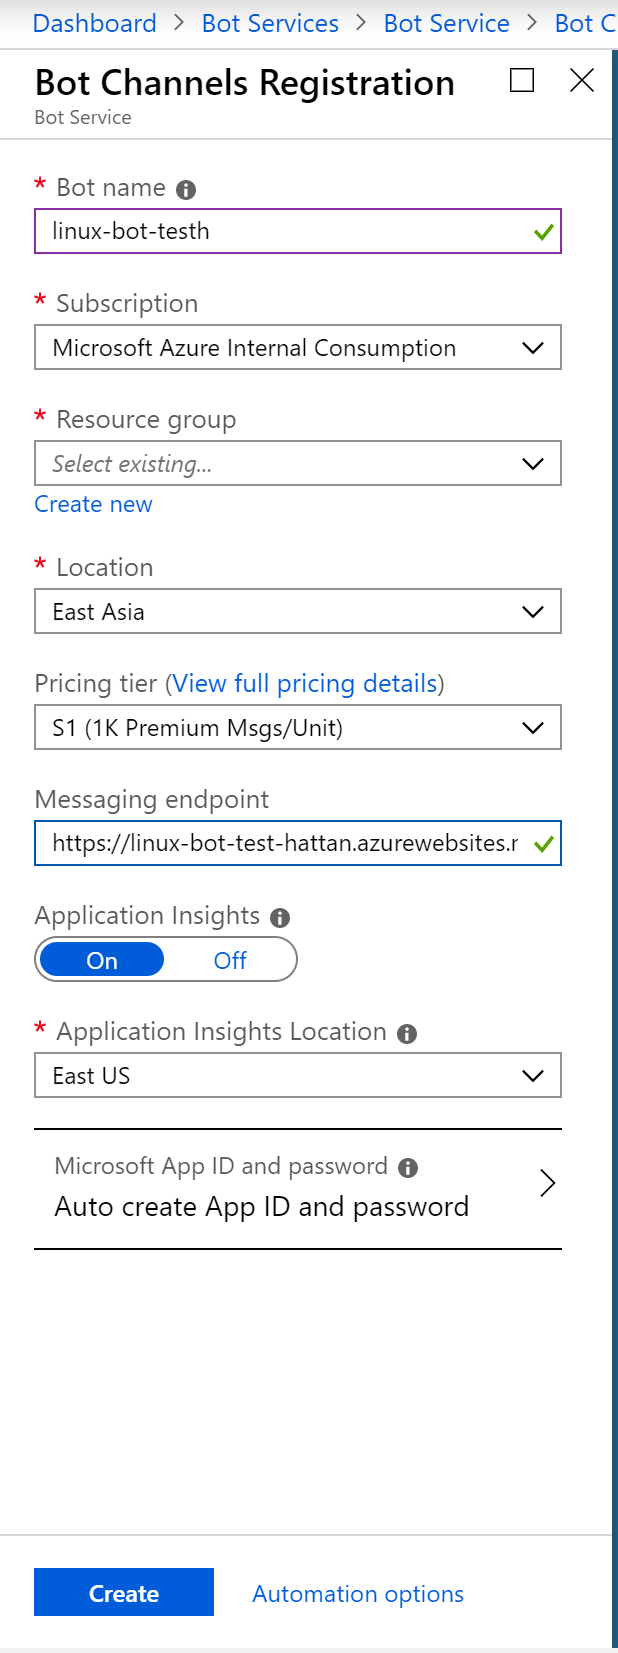 Dashboard > Bot Services > Bot Service > Bot C
Bot Channels Registration
Bot Service
* Bot name
linux-bot-testh
* Subscription
Microsoft Azure Internal Consumption
* Resource group
Select existing...
Create new
* Location
East Asia
Pricing tier (View full pricing details)
S1 (1K Premium Msgs/Unit)
Messaging endpoint
https://linux-bot-test-hattan.azurewebsites.r
Application Insights
On Off
* Application Insights Location
East US
Microsoft App ID and password
Auto create App ID and password
Create Automation options